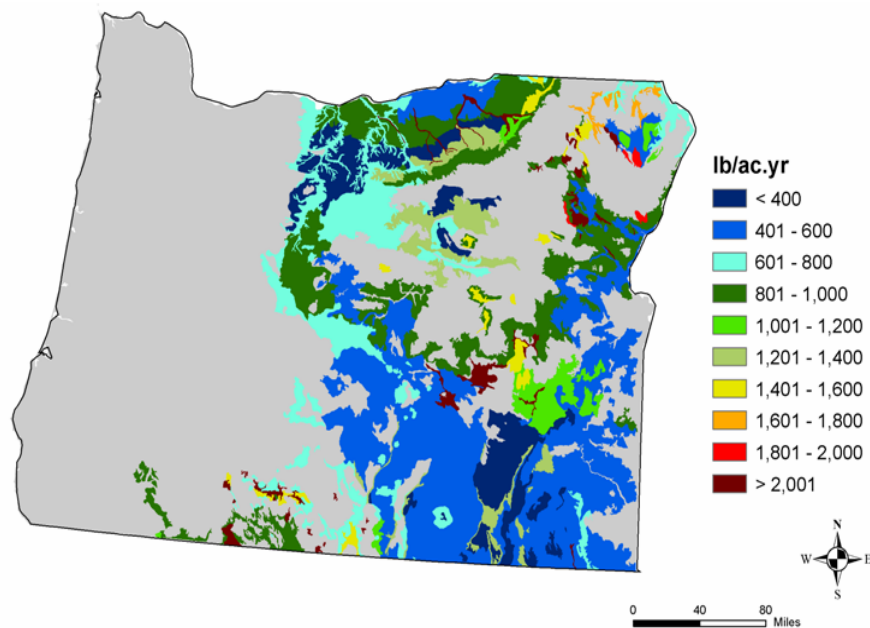 lb/ac.yr
< 400
401 - 600
601 - 800
801 - 1,000
1,001 - 1,200
1,201 - 1,400
1,401 - 1,600
1,601 - 1,800
1,801 - 2,000
> 2,001
N
W E
S
0 40 80
Miles